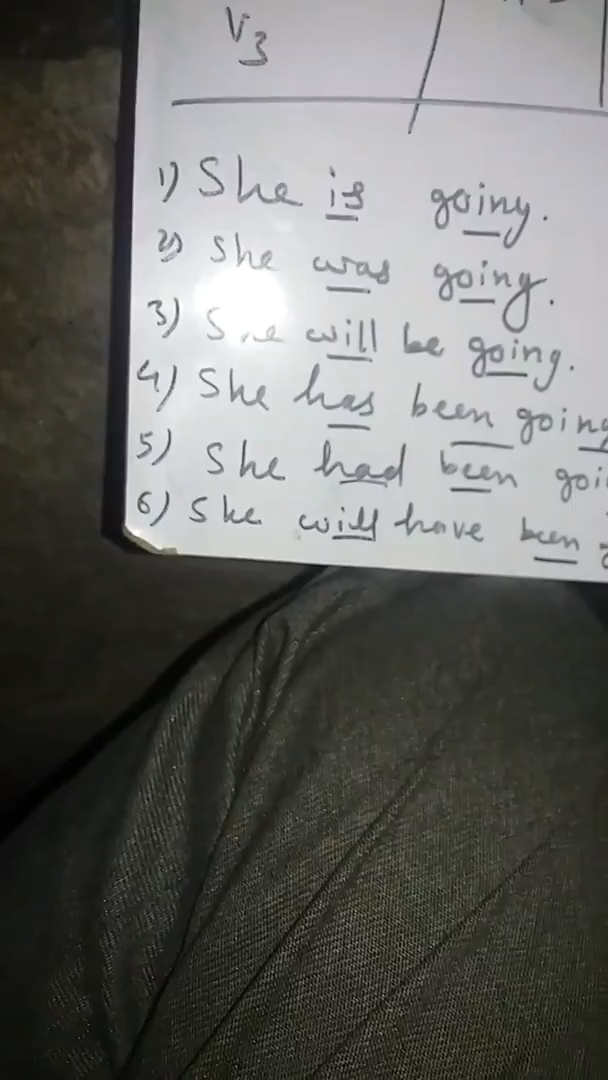 V3
1) She is going.
2) She was going.
3) She will be going.
4) She has been going
5) She had been goi
6) She will have been g